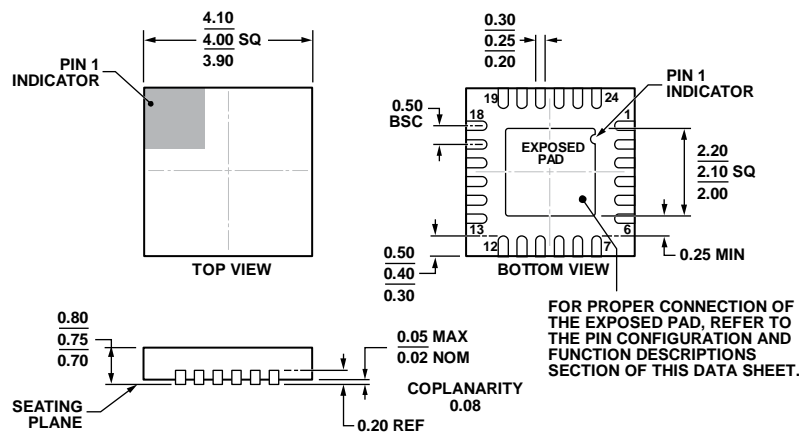 4.10
4.00 SQ
3.90
PIN 1
INDICATOR
TOP VIEW
0.30
0.25
0.20
PIN 1
INDICATOR
0.50
BSC
19
24
18
1
EXPOSED
PAD
2.20
2.10 SQ
2.00
13
6
12
7
BOTTOM VIEW
0.25 MIN
0.50
0.40
0.30
FOR PROPER CONNECTION OF
THE EXPOSED PAD, REFER TO
THE PIN CONFIGURATION AND
FUNCTION DESCRIPTIONS
SECTION OF THIS DATA SHEET.
0.80
0.75
0.70
0.05 MAX
0.02 NOM
COPLANARITY
0.08
SEATING
PLANE
0.20 REF